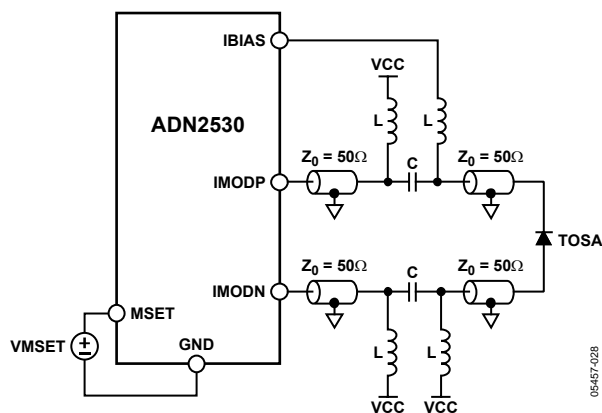 IBIAS
VCC
ADN2530
L
L
Z0 = 50Ω
C
Z0 = 50Ω
IMODP
TOSA
Z0 = 50Ω
C
Z0 = 50Ω
IMODN
MSET
GND
VMSET
L
L
VCC
VCC
05457-028